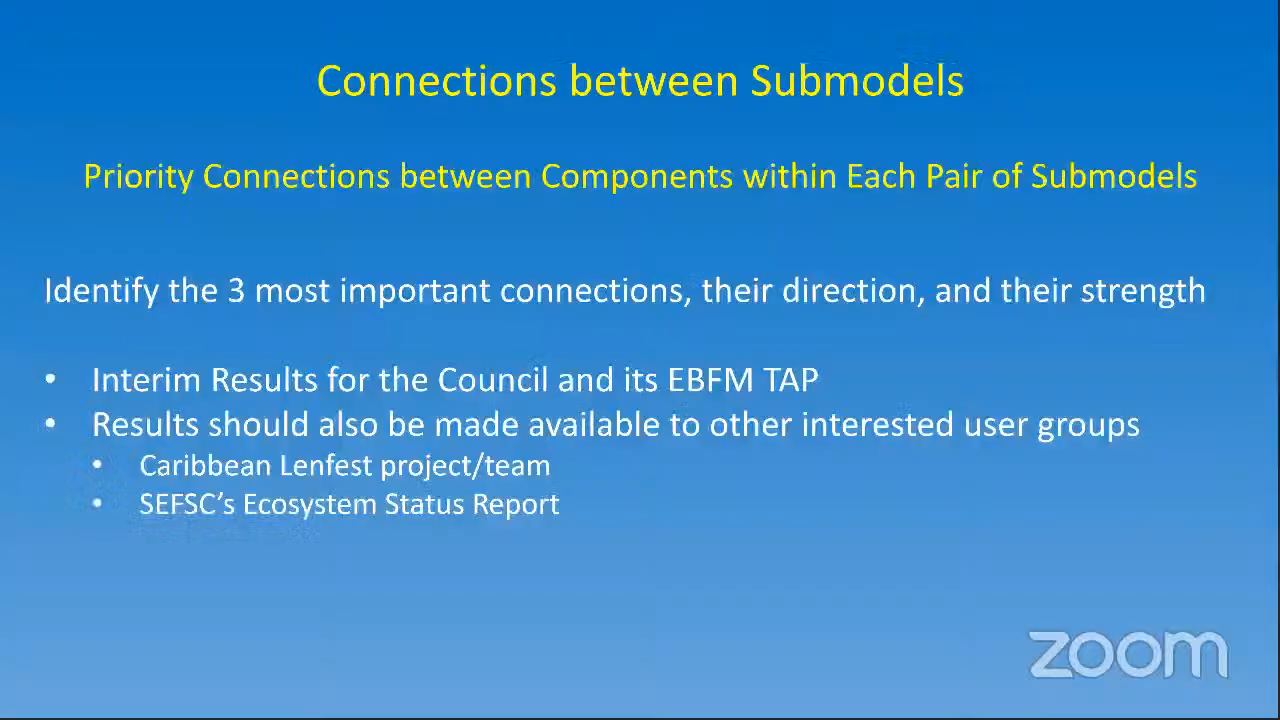 Connections between Submodels
Priority Connections between Components within Each Pair of Submodels
Identify the 3 most important connections, their direction, and their strength
• Interim Results for the Council and its EBFM TAP
• Results should also be made available to other interested user groups
• Caribbean Lenfest project/team
• SEFSC’s Ecosystem Status Report
zoom